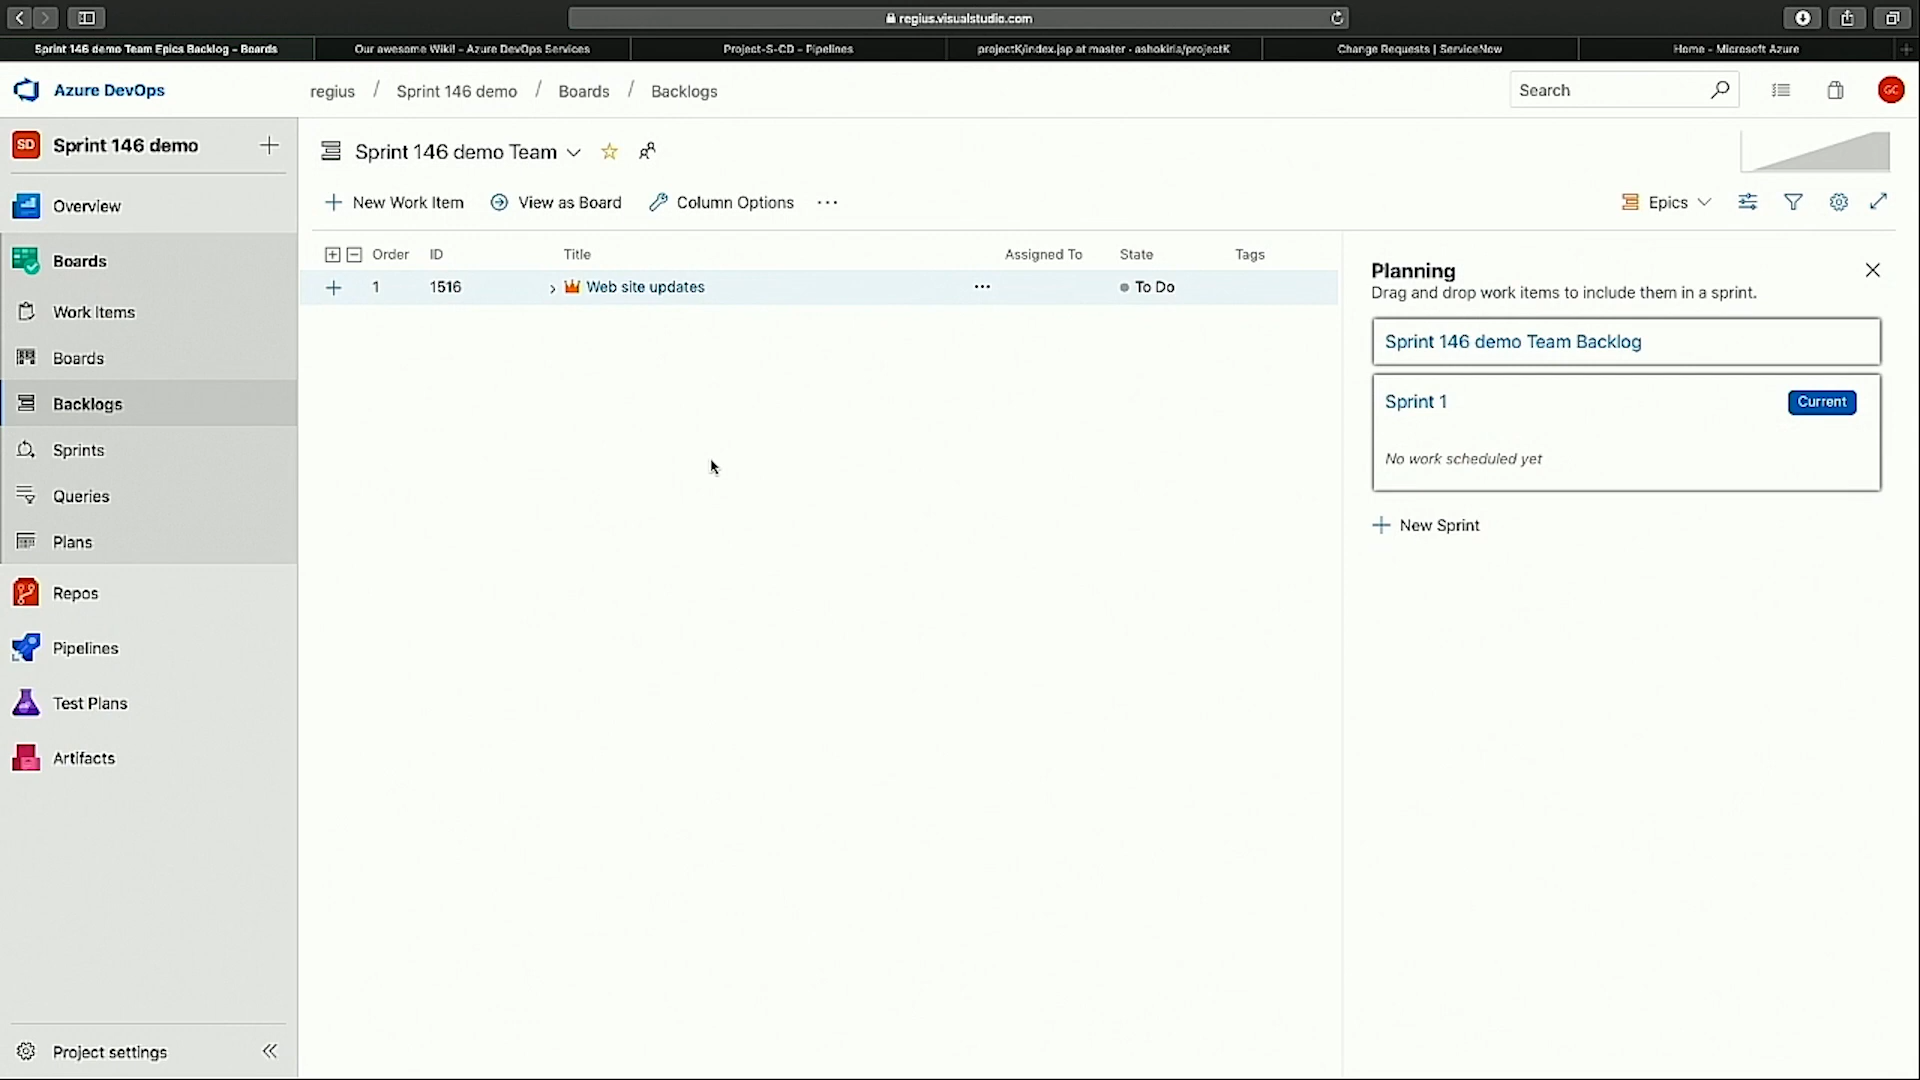 regius.visualstudio.com
Sprint 146 demo Team Epics Backlog - Boards
Our awesome Wiki! - Azure DevOps Services
Project-S-CD - Pipelines
projectK/index.jsp at master · ashokirla/projectK
Change Requests | ServiceNow
Home - Microsoft Azure
Azure DevOps
regius / Sprint 146 demo / Boards / Backlogs
Search
GC
SD Sprint 146 demo
Sprint 146 demo Team
Overview
New Work Item
View as Board
Column Options
Epics
Boards
Order ID Title Assigned To State Tags
1 1516 Web site updates ... To Do
Planning
Drag and drop work items to include them in a sprint.
Sprint 146 demo Team Backlog
Sprint 1 Current
No work scheduled yet
New Sprint
Work Items
Boards
Backlogs
Sprints
Queries
Plans
Repos
Pipelines
Test Plans
Artifacts
Project settings